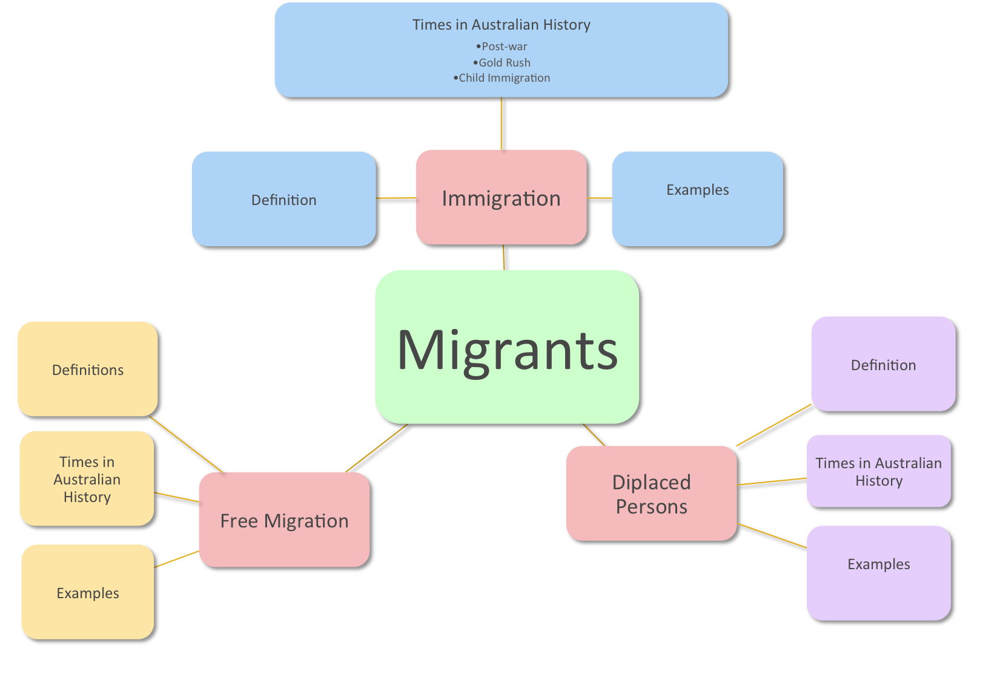 Times in Australian History
•Post-war
•Gold Rush
•Child Immigration
Definition
Immigration
Examples
Migrants
Definitions
Times in
Australian
History
Examples
Free Migration
Diplaced
Persons
Definition
Times in Australian
History
Examples